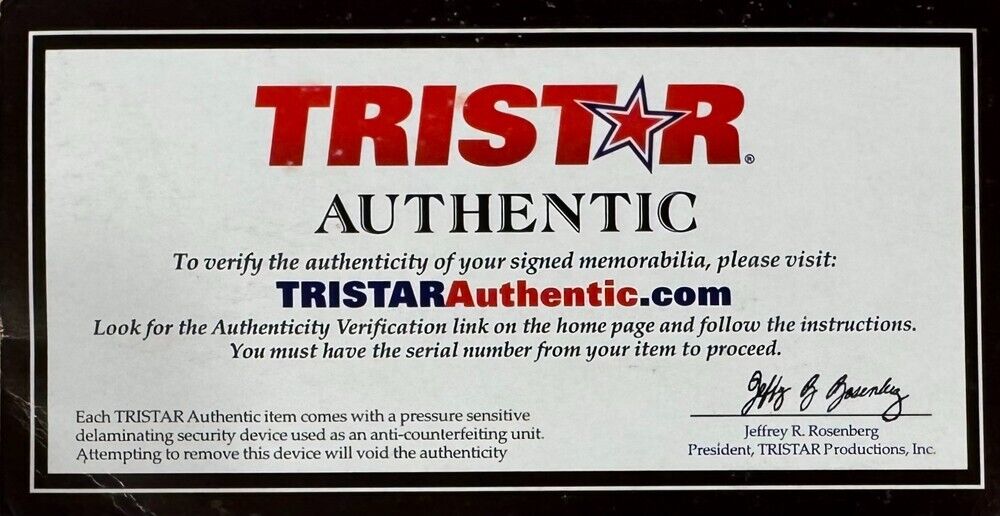 TRISTAR®
AUTHENTIC
To verify the authenticity of your signed memorabilia, please visit:
TRISTARAuthentic.com
Look for the Authenticity Verification link on the home page and follow the instructions.
You must have the serial number from your item to proceed.
Each TRISTAR Authentic item comes with a pressure sensitive
delaminating security device used as an anti-counterfeiting unit.
Attempting to remove this device will void the authenticity
Jeffrey R. Rosenberg
Jeffrey R. Rosenberg
President, TRISTAR Productions, Inc.